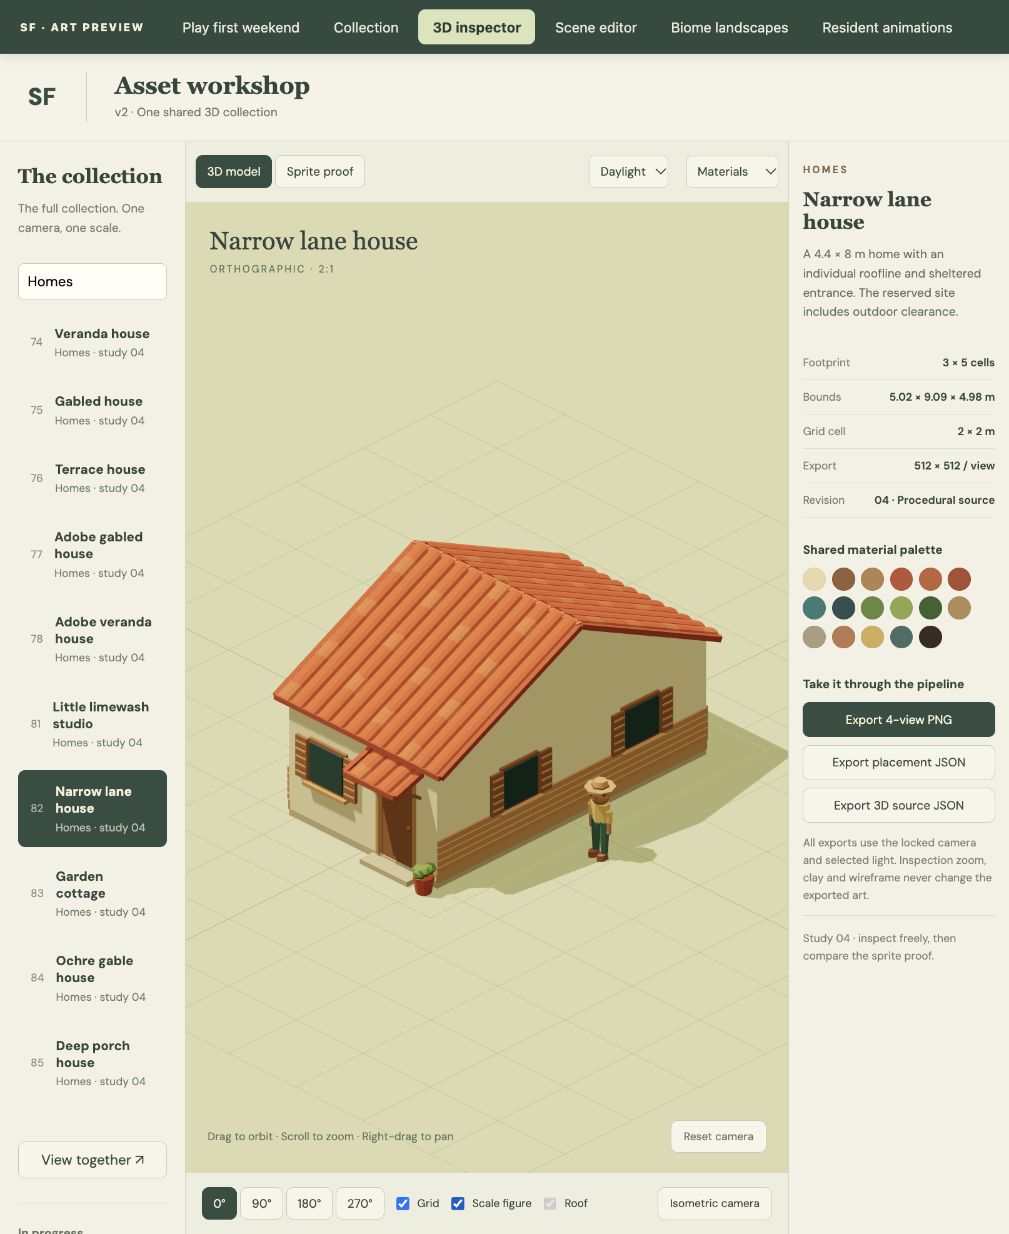 SF · ART PREVIEW
Play first weekend
Collection
3D inspector
Scene editor
Biome landscapes
Resident animations
SF
Asset workshop
v2 · One shared 3D collection
The collection
The full collection. One
camera, one scale.
Homes
74
Veranda house
Homes · study 04
75
Gabled house
Homes · study 04
76
Terrace house
Homes · study 04
77
Adobe gabled
house
Homes · study 04
78
Adobe veranda
house
Homes · study 04
81
Little limewash
studio
Homes · study 04
82
Narrow lane
house
Homes · study 04
83
Garden
cottage
Homes · study 04
84
Ochre gable
house
Homes · study 04
85
Deep porch
house
Homes · study 04
View together ↗
In progress
3D model
Sprite proof
Daylight
Materials
Narrow lane house
ORTHOGRAPHIC · 2:1
Drag to orbit · Scroll to zoom · Right-drag to pan
Reset camera
0°
90°
180°
270°
Grid
Scale figure
Roof
Isometric camera
HOMES
Narrow lane
house
A 4.4 × 8 m home with an
individual roofline and sheltered
entrance. The reserved site
includes outdoor clearance.
Footprint 3 × 5 cells
Bounds 5.02 × 9.09 × 4.98 m
Grid cell 2 × 2 m
Export 512 × 512 / view
Revision 04 · Procedural source
Shared material palette
Take it through the pipeline
Export 4-view PNG
Export placement JSON
Export 3D source JSON
All exports use the locked camera
and selected light. Inspection zoom,
clay and wireframe never change the
exported art.
Study 04 · inspect freely, then
compare the sprite proof.